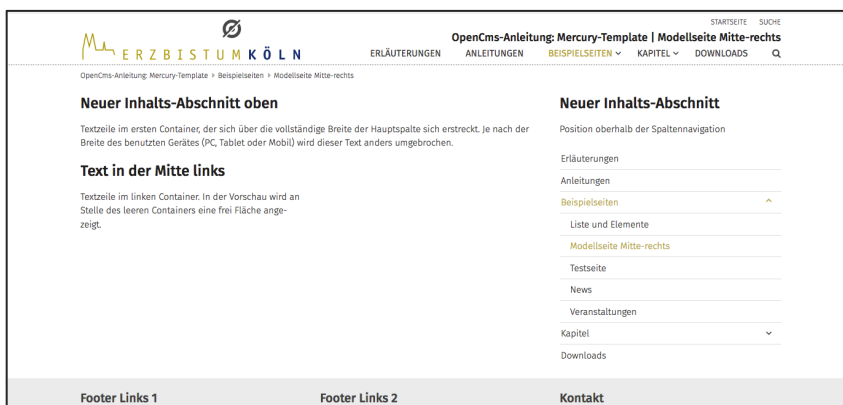 STARTSEITE SUCHE
OpenCms-Anleitung: Mercury-Template | Modellseite Mitte-rechts
ERZBISTUMKÖLN
ERLÄUTERUNGEN ANLEITUNGEN BEISPIELSEITEN KAPITEL DOWNLOADS
OpenCms-Anleitung: Mercury-Template Beispielseiten Modellseite Mitte-rechts
Neuer Inhalts-Abschnitt oben
Textzeile im ersten Container, der sich über die vollständige Breite der Hauptspalte sich erstreckt. Je nach der
Breite des benutzten Gerätes (PC, Tablet oder Mobil) wird dieser Text anders umgebrochen.
Text in der Mitte links
Textzeile im linken Container. In der Vorschau wird an
Stelle des leeren Containers eine frei Fläche ange-
zeigt.
Neuer Inhalts-Abschnitt
Position oberhalb der Spaltennavigation
Erläuterungen
Anleitungen
Beispielseiten
Liste und Elemente
Modellseite Mitte-rechts
Testseite
News
Veranstaltungen
Kapitel
Downloads
Footer Links 1
Footer Links 2
Kontakt